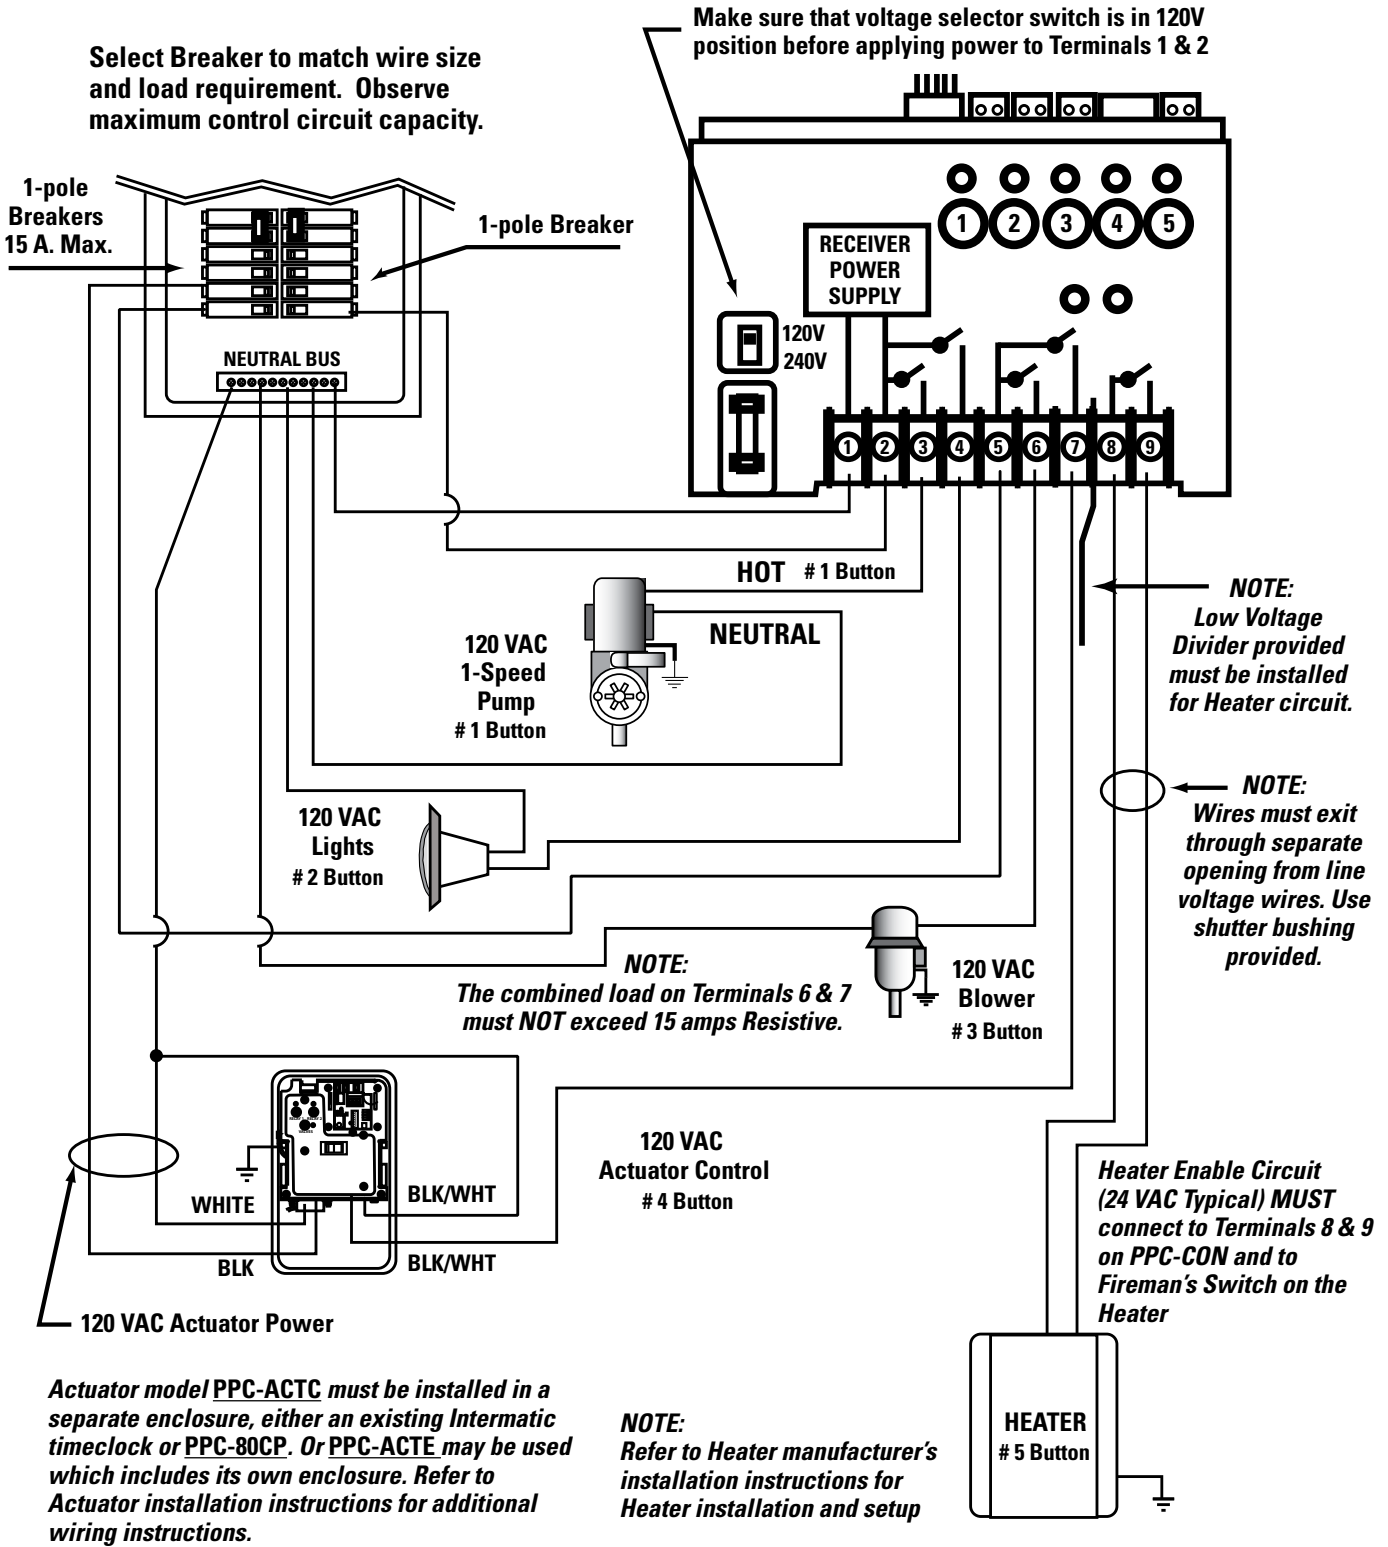 Make sure that voltage selector switch is in 120V
position before applying power to Terminals 1 & 2
Select Breaker to match wire size
and load requirement. Observe
maximum control circuit capacity.
1-pole
Breakers
15 A. Max.
1-pole Breaker
NEUTRAL BUS
RECEIVER
POWER
SUPPLY
1 2 3 4 5
120V
240V
1 2 3 4 5 6 7 8 9
HOT # 1 Button
NEUTRAL
120 VAC
1-Speed
Pump
# 1 Button
NOTE:
Low Voltage
Divider provided
must be installed
for Heater circuit.
NOTE:
Wires must exit
through separate
opening from line
voltage wires. Use
shutter bushing
provided.
120 VAC
Lights
# 2 Button
NOTE:
The combined load on Terminals 6 & 7
must NOT exceed 15 amps Resistive.
120 VAC
Blower
# 3 Button
120 VAC
Actuator Control
# 4 Button
WHITE
BLK
BLK/WHT
BLK/WHT
120 VAC Actuator Power
Heater Enable Circuit
(24 VAC Typical) MUST
connect to Terminals 8 & 9
on PPC-CON and to
Fireman's Switch on the
Heater
HEATER
# 5 Button
Actuator model PPC-ACTC must be installed in a
separate enclosure, either an existing Intermatic
timeclock or PPC-80CP. Or PPC-ACTE may be used
which includes its own enclosure. Refer to
Actuator installation instructions for additional
wiring instructions.
NOTE:
Refer to Heater manufacturer's
installation instructions for
Heater installation and setup